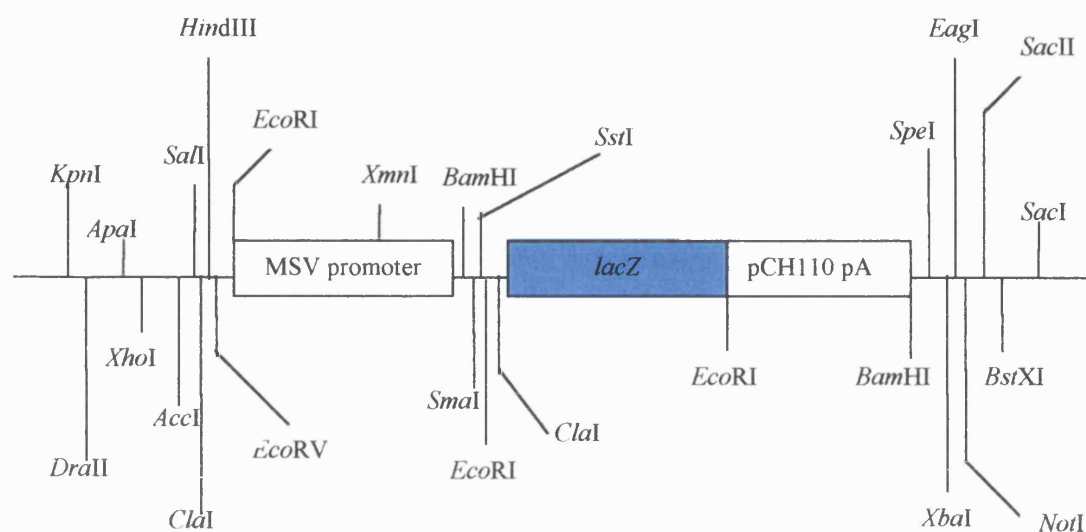 HindIII
EagI
SacII
EcoRI
SstI
SpeI
SalI
XmnI
BamHI
KpnI
SacI
ApaI
MSV promoter
lacZ
pCH110 pA
XhoI
EcoRI
BamHI
BstXI
AccI
SmaI
ClaI
EcoRV
DraII
EcoRI
ClaI
XbaI
NotI